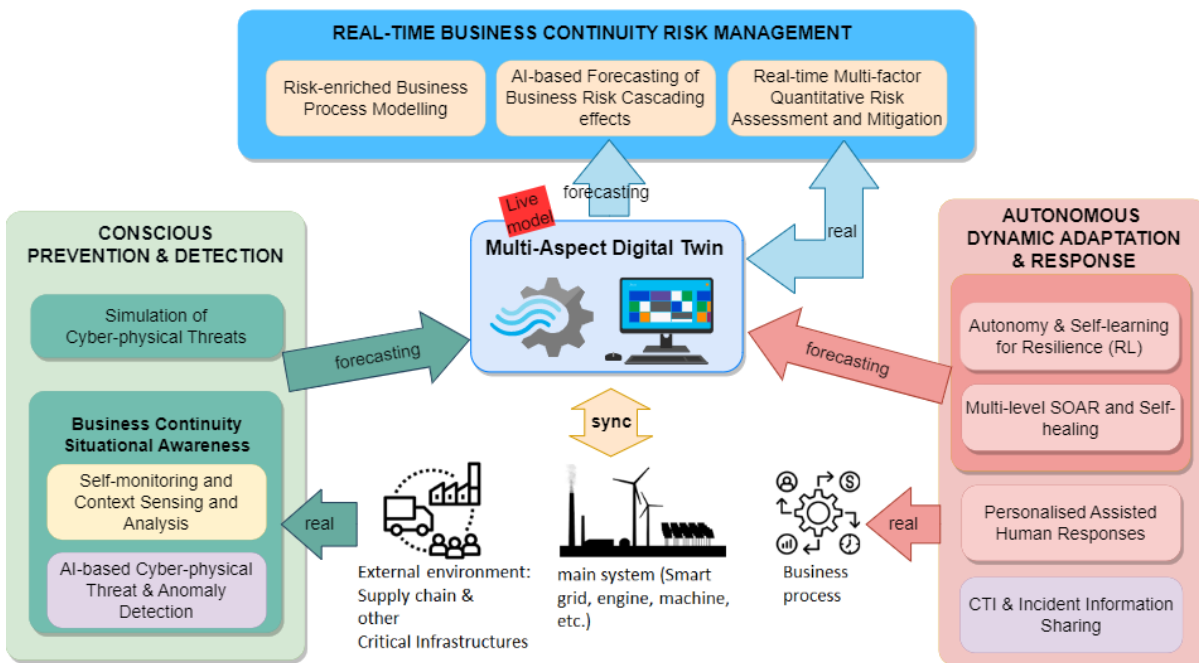 REAL-TIME BUSINESS CONTINUITY RISK MANAGEMENT
Risk-enriched Business
Process Modelling
AI-based Forecasting of
Business Risk Cascading
effects
Real-time Multi-factor
Quantitative Risk
Assessment and Mitigation
forecasting
real
Live
model
Multi-Aspect Digital Twin
CONSCIOUS
PREVENTION & DETECTION
Simulation of
Cyber-physical Threats
forecasting
Business Continuity
Situational Awareness
Self-monitoring and
Context Sensing and
Analysis
AI-based Cyber-physical
Threat & Anomaly
Detection
real
sync
External environment:
Supply chain &
other
Critical Infrastructures
main system (Smart
grid, engine, machine,
etc.)
Business
process
AUTONOMOUS
DYNAMIC ADAPTATION
& RESPONSE
Autonomy & Self-learning
for Resilience (RL)
forecasting
Multi-level SOAR and Self-
healing
real
Personalised Assisted
Human Responses
CTI & Incident Information
Sharing
$